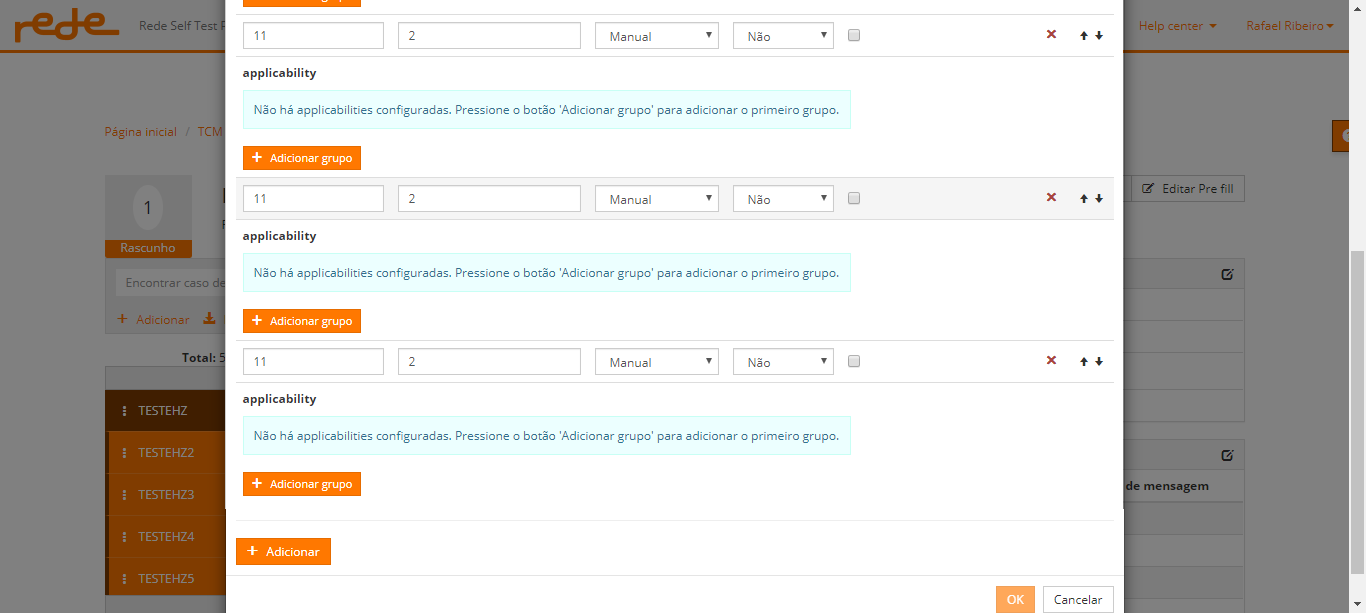 rede
Rede Self Test
Help center
Rafael Ribeiro
Adicionar grupo
11
2
Manual
Não
applicability
Não há applicabilities configuradas. Pressione o botão 'Adicionar grupo' para adicionar o primeiro grupo.
Adicionar grupo
Página inicial / TCM
1
Rascunho
Editar Pre fill
11
2
Manual
Não
applicability
Não há applicabilities configuradas. Pressione o botão 'Adicionar grupo' para adicionar o primeiro grupo.
Encontrar caso de
Adicionar
Adicionar grupo
Total: 5
11
2
Manual
Não
applicability
Não há applicabilities configuradas. Pressione o botão 'Adicionar grupo' para adicionar o primeiro grupo.
Adicionar grupo
TESTEHZ
TESTEHZ2
TESTEHZ3
TESTEHZ4
TESTEHZ5
de mensagem
Adicionar
OK
Cancelar